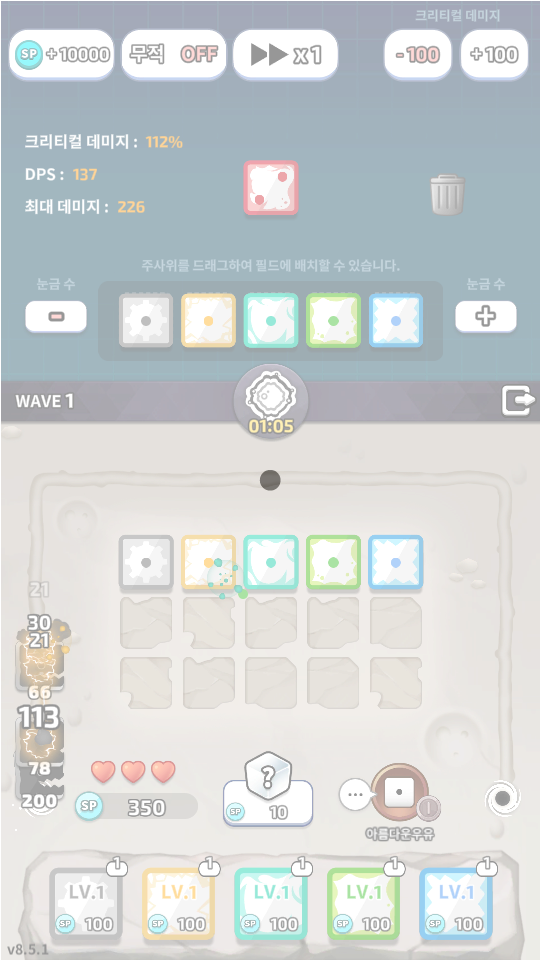 크리티컬 데미지
SP +10000 무적 OFF x1 -100 +100
크리티컬 데미지 : 112%
DPS : 137
최대 데미지 : 226
주사위를 드래그하여 필드에 배치할 수 있습니다.
눈금 수 눈금 수
WAVE 1
01:05
21
30
21
66
113
78
200
SP 350
?
SP 10
아름다운우유
1 1 1 1 1
LV.1 LV.1 LV.1 LV.1 LV.1
SP 100 SP 100 SP 100 SP 100 SP 100
v8.5.1